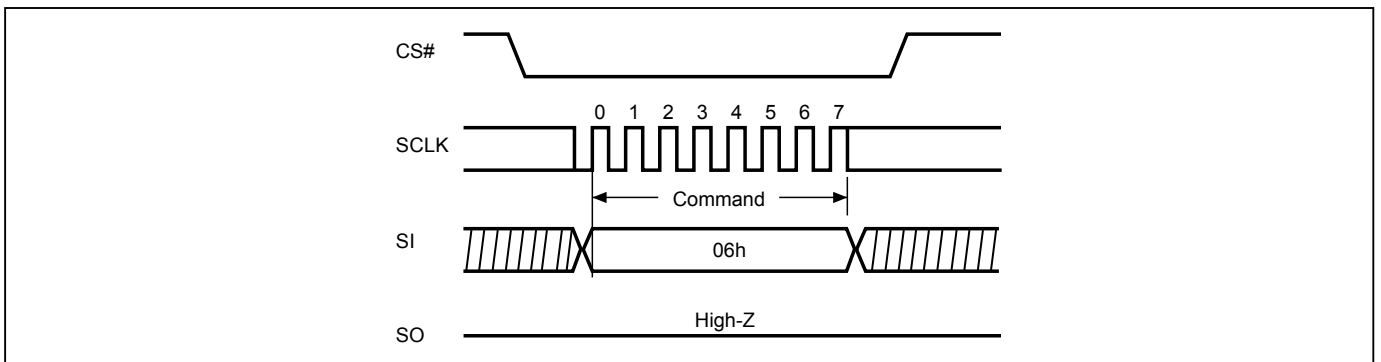 CS#
0 1 2 3 4 5 6 7
SCLK
Command
SI
06h
High-Z
SO